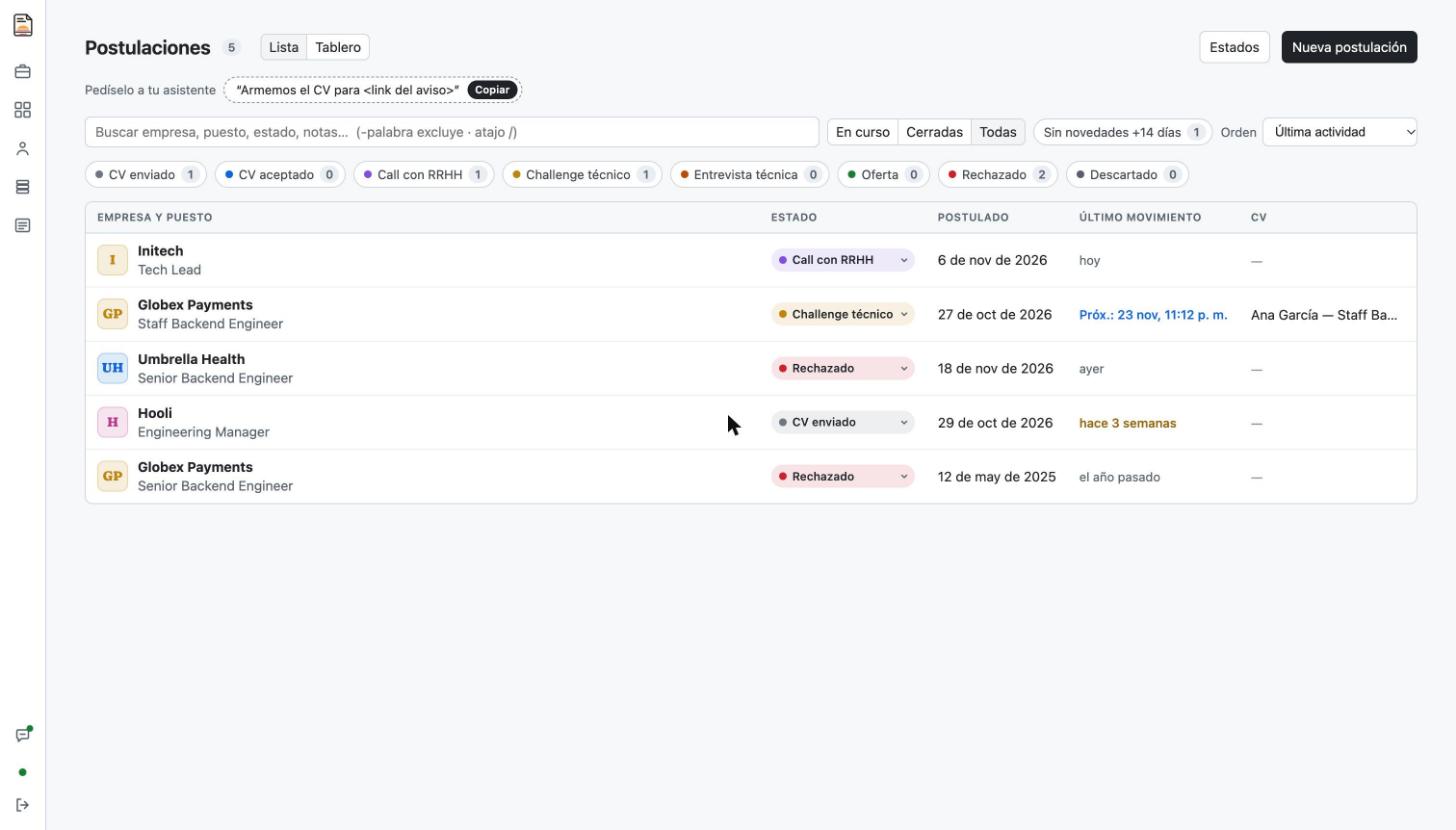 Postulaciones 5 Lista Tablero Estados Nueva postulación
Pedíselo a tu asistente “Armemos el CV para <link del aviso>” Copiar
Buscar empresa, puesto, estado, notas... (-palabra excluye · atajo /) En curso Cerradas Todas Sin novedades +14 días 1 Orden Última actividad
CV enviado 1 CV aceptado 0 Call con RRHH 1 Challenge técnico 1 Entrevista técnica 0 Oferta 0 Rechazado 2 Descartado 0
EMPRESA Y PUESTO ESTADO POSTULADO ÚLTIMO MOVIMIENTO CV
I Initech
Tech Lead
Call con RRHH 6 de nov de 2026 hoy —
GP Globex Payments
Staff Backend Engineer
Challenge técnico 27 de oct de 2026 Próx.: 23 nov, 11:12 p. m. Ana García — Staff Ba...
UH Umbrella Health
Senior Backend Engineer
Rechazado 18 de nov de 2026 ayer —
H Hooli
Engineering Manager
CV enviado 29 de oct de 2026 hace 3 semanas —
GP Globex Payments
Senior Backend Engineer
Rechazado 12 de may de 2025 el año pasado —